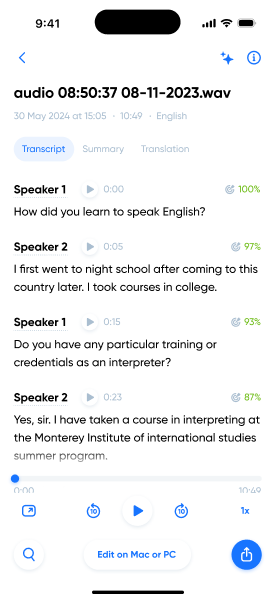 9:41
audio 08:50:37 08-11-2023.wav
30 May 2024 at 15:05 · 10:49 · English
Transcript Summary Translation
Speaker 1 0:00 100%
How did you learn to speak English?
Speaker 2 0:05 97%
I first went to night school after coming to this
country later. I took courses in college.
Speaker 1 0:15 93%
Do you have any particular training or
credentials as an interpreter?
Speaker 2 0:23 87%
Yes, sir. I have taken a course in interpreting at
the Monterey Institute of international studies
summer program.
0:00 10:49
10 10 1x
Edit on Mac or PC